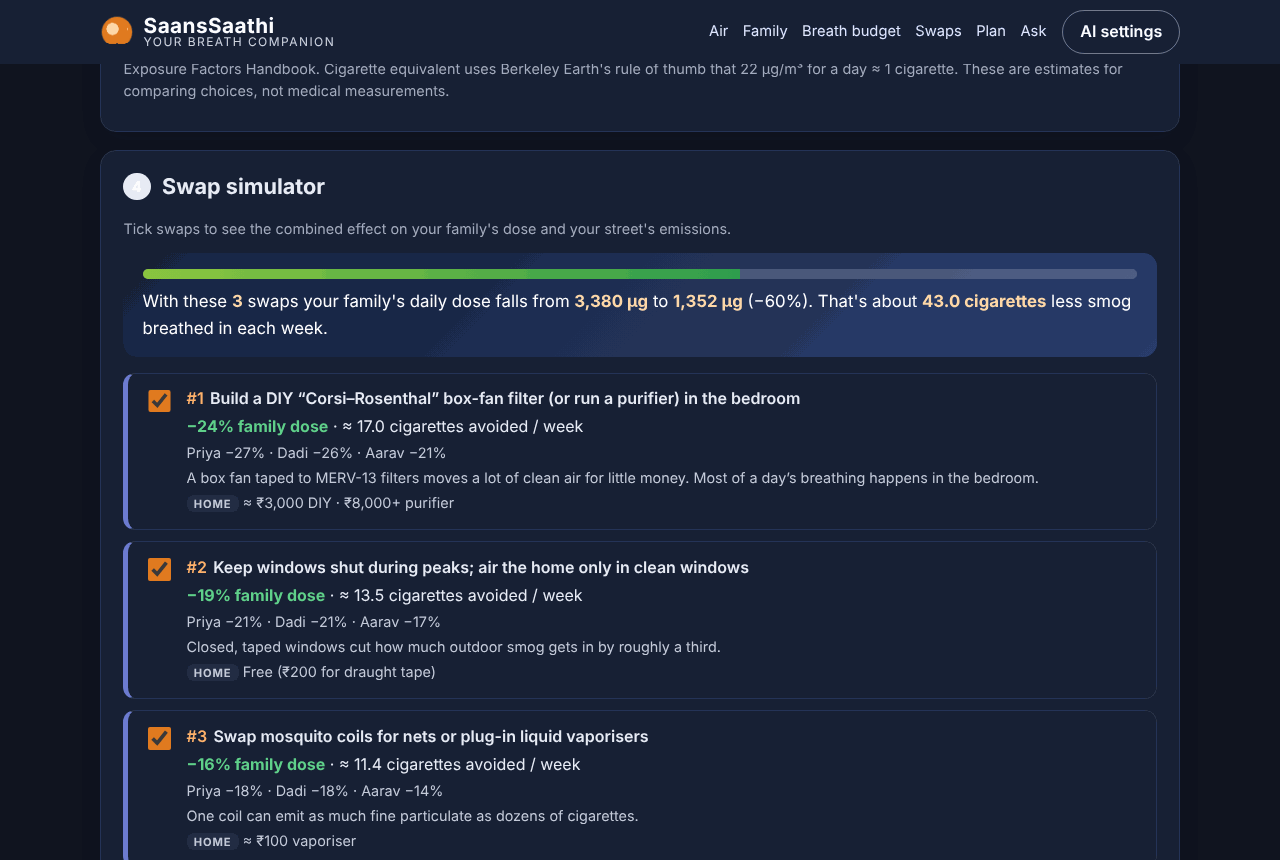 SaansSaathi
YOUR BREATH COMPANION
Air Family Breath budget Swaps Plan Ask AI settings
Exposure Factors Handbook. Cigarette equivalent uses Berkeley Earth's rule of thumb that 22 µg/m³ for a day ≈ 1 cigarette. These are estimates for
comparing choices, not medical measurements.
4 Swap simulator
Tick swaps to see the combined effect on your family's dose and your street's emissions.
With these 3 swaps your family's daily dose falls from 3,380 µg to 1,352 µg (−60%). That's about 43.0 cigarettes less smog
breathed in each week.
#1 Build a DIY “Corsi–Rosenthal” box-fan filter (or run a purifier) in the bedroom
−24% family dose · ≈ 17.0 cigarettes avoided / week
Priya −27% · Dadi −26% · Aarav −21%
A box fan taped to MERV-13 filters moves a lot of clean air for little money. Most of a day’s breathing happens in the bedroom.
HOME ≈ ₹3,000 DIY · ₹8,000+ purifier
#2 Keep windows shut during peaks; air the home only in clean windows
−19% family dose · ≈ 13.5 cigarettes avoided / week
Priya −21% · Dadi −21% · Aarav −17%
Closed, taped windows cut how much outdoor smog gets in by roughly a third.
HOME Free (₹200 for draught tape)
#3 Swap mosquito coils for nets or plug-in liquid vaporisers
−16% family dose · ≈ 11.4 cigarettes avoided / week
Priya −18% · Dadi −18% · Aarav −14%
One coil can emit as much fine particulate as dozens of cigarettes.
HOME ≈ ₹100 vaporiser